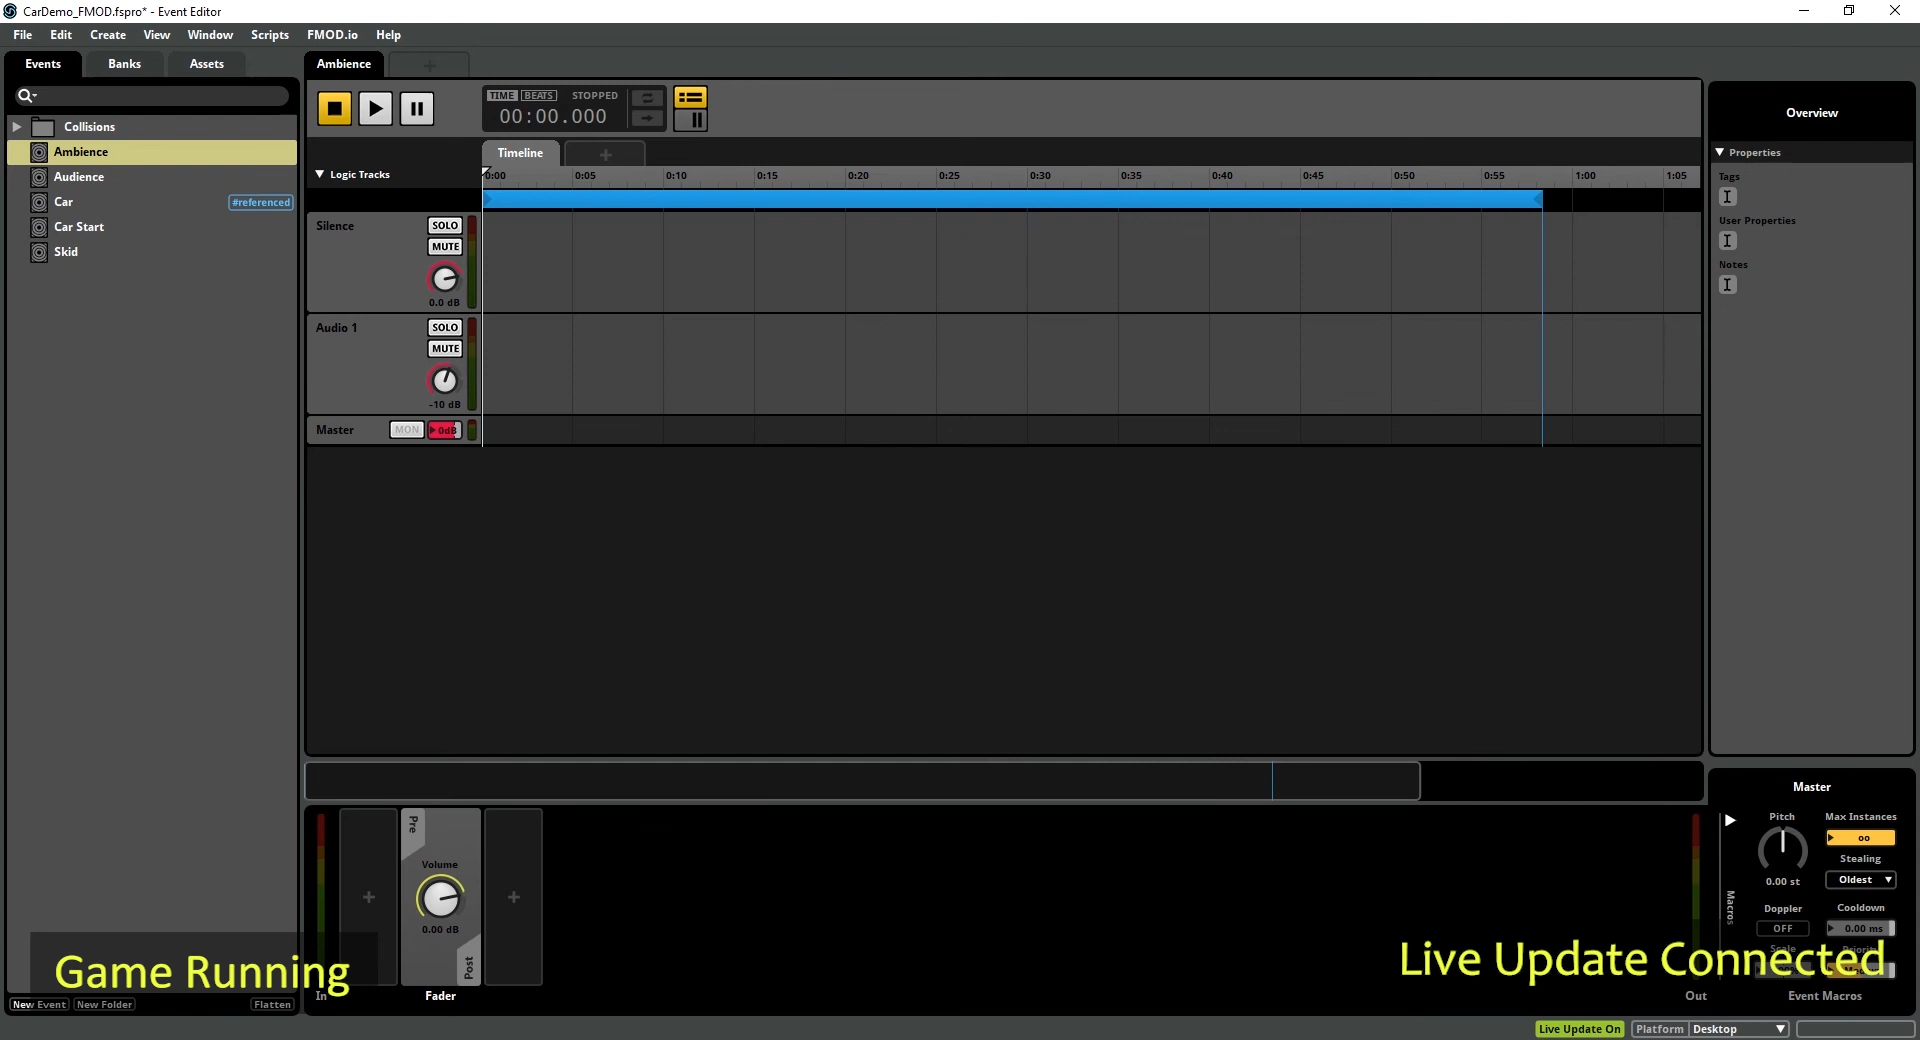 CarDemo_FMOD.fspro* - Event Editor
File Edit Create View Window Scripts FMOD.io Help
Events Banks Assets
Ambience
Collisions
Ambience
Audience
Car #referenced
Car Start
Skid
TIME BEATS STOPPED
00:00.000
Timeline
Logic Tracks
0:00 0:05 0:10 0:15 0:20 0:25 0:30 0:35 0:40 0:45 0:50 0:55 1:00 1:05
Silence SOLO
MUTE
0.0 dB
Audio 1 SOLO
MUTE
-10 dB
Master MON 0dB
Overview
Properties
Tags
User Properties
Notes
Pre
Volume
0.00 dB
Post
In
Fader
Out
Master
Macros
Pitch
0.00 st
Max Instances
oo
Stealing
Oldest
Doppler
OFF
Scale
Cooldown
0.00 ms
Priority
Event Macros
Game Running
Live Update Connected
New Event New Folder Flatten
Live Update On Platform Desktop